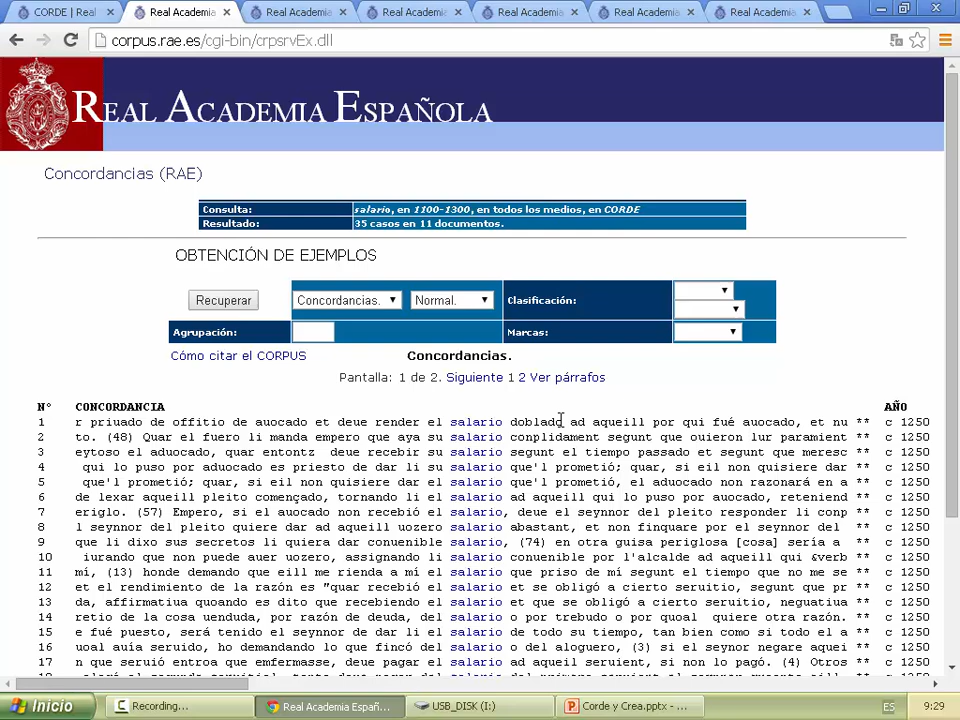 CORDE | Real
Real Academia
Real Academia
Real Academia
Real Academia
Real Academia
Real Academia
corpus.rae.es/cgi-bin/crpsrvEx.dll
REAL ACADEMIA ESPAÑOLA
Concordancias (RAE)
Consulta: salario, en 1100-1300, en todos los medios, en CORDE
Resultado: 35 casos en 11 documentos.
OBTENCIÓN DE EJEMPLOS
Recuperar Concordancias. Normal. Clasificación:
Agrupación: Marcas:
Cómo citar el CORPUS Concordancias.
Pantalla: 1 de 2. Siguiente 1 2 Ver párrafos
Nº CONCORDANCIA AÑO
1 r priuado de offitio de auocado et deue render el salario doblado ad aqueill por qui fué auocado, et nu ** c 1250
2 to. (48) Quar el fuero li manda empero que aya su salario conplidament segunt que ouieron lur paramient ** c 1250
3 eytoso el aduocado, quar entontz deue recebir su salario segunt el tiempo passado et segunt que meresc ** c 1250
4 qui lo puso por aduocado es priesto de dar li su salario que'l prometió; quar, si eil non quisiere dar ** c 1250
5 que'l prometió; quar, si eil non quisiere dar el salario que'l prometió, el aduocado non razonará en a ** c 1250
6 de lexar aqueill pleito començado, tornando li el salario ad aqueill qui lo puso por auocado, reteniend ** c 1250
7 eriglo. (57) Empero, si el auocado non recebió el salario, deue el seynnor del pleito responder li conp ** c 1250
8 l seynnor del pleito quiere dar ad aqueill uozero salario abastant, et non finquare por el seynnor del ** c 1250
9 que li dixo sus secretos li quiera dar conuenible salario, (74) en otra guisa periglosa [cosa] sería a ** c 1250
10 iurando que non puede auer uozero, assignando li salario conuenible por l'alcalde ad aqueill qui &verb ** c 1250
11 mí, (13) honde demando que eill me rienda a mí el salario que priso de mí segunt el tiempo que no me se ** c 1250
12 et el rendimiento de la razón es "quar recebió el salario et se obligó a cierto seruitio, segunt que pr ** c 1250
13 da, affirmatiua quoando es dito que recebiendo el salario et que se obligó a cierto seruitio, neguatiua ** c 1250
14 retio de la cosa uenduda, por razón de deuda, del salario o por trebudo o por quoal quiere otra razón. ** c 1250
15 e fué puesto, será tenido el seynnor de dar li el salario de todo su tiempo, tan bien como si todo el a ** c 1250
16 uoal auía seruido, ho demandando lo que fincó del salario o del aloguero, (3) si el seynor negare aquei ** c 1250
17 n que seruió entroa que emfermasse, deue pagar el salario ad aqueill seruient, si non lo pagó. (4) Otros ** c 1250
Inicio
Recording...
Real Academia Españ...
USB_DISK (I:)
Corde y Crea.pptx - ...
ES
9:29